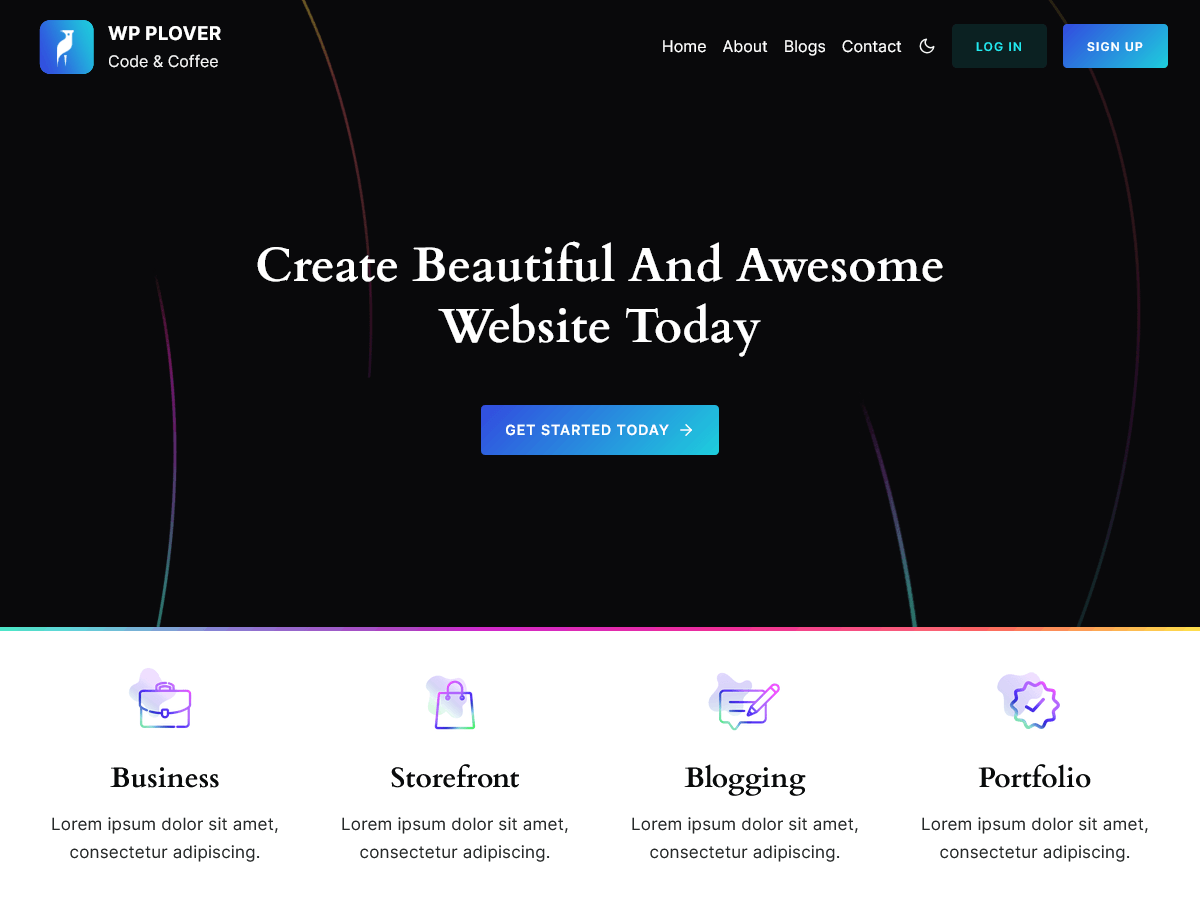 WP PLOVER
Code & Coffee
Home About Blogs Contact LOG IN SIGN UP
Create Beautiful And Awesome
Website Today
GET STARTED TODAY
Business
Lorem ipsum dolor sit amet,
consectetur adipiscing.
Storefront
Lorem ipsum dolor sit amet,
consectetur adipiscing.
Blogging
Lorem ipsum dolor sit amet,
consectetur adipiscing.
Portfolio
Lorem ipsum dolor sit amet,
consectetur adipiscing.